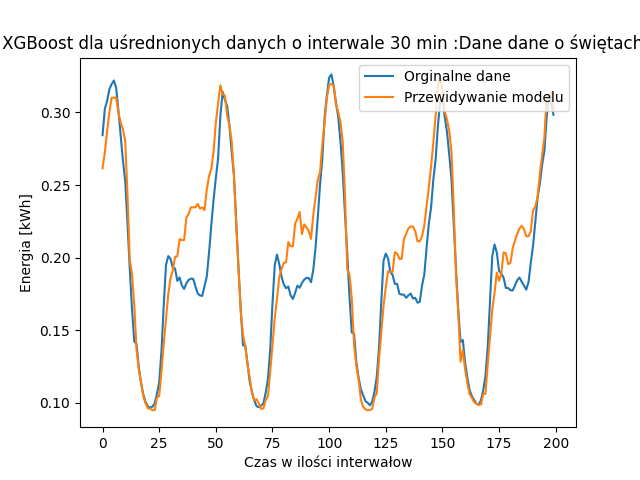 XGBoost dla uśrednionych danych o interwale 30 min :Dane dane o świętach
Orginalne dane
Przewidywanie modelu
Energia [kWh]
0.30
0.25
0.20
0.15
0.10
0 25 50 75 100 125 150 175 200
Czas w ilości interwałow